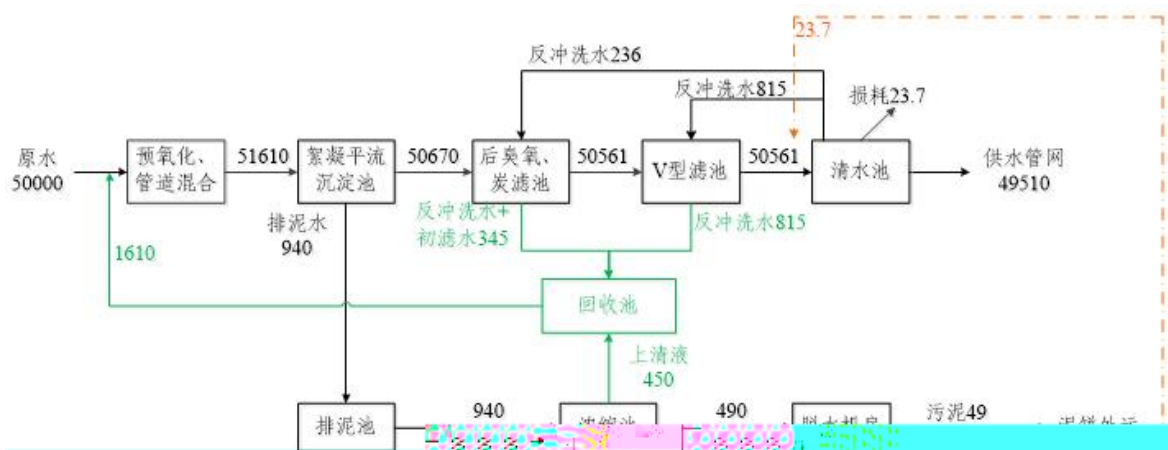 23.7
反冲洗水236
反冲洗水815
损耗23.7
原水
50000
预氧化、
管道混合
51610
絮凝平流
沉淀池
50670
后臭氧、
炭滤池
50561
V型滤池
50561
清水池
供水管网
49510
排泥水
940
反冲洗水+
初滤水345
反冲洗水815
1610
回收池
上清液
450
排泥池
940
490
污泥49